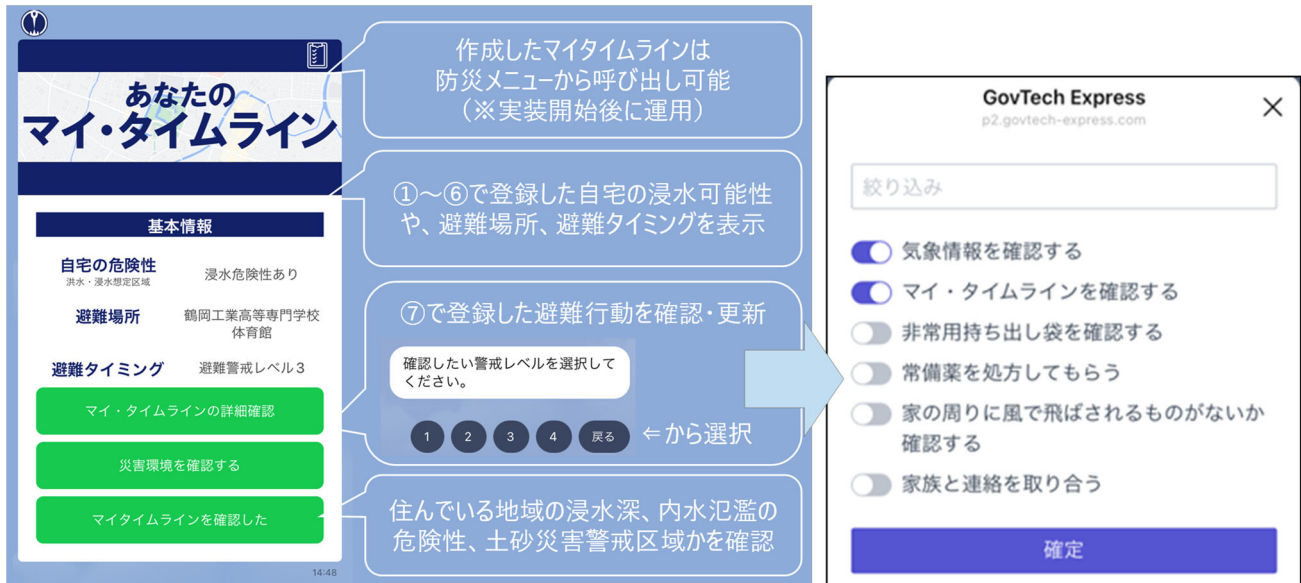 あなたの
マイ・タイムライン
基本情報
自宅の危険性
洪水・浸水想定区域
浸水危険性あり
避難場所
鶴岡工業高等専門学校
体育館
避難タイミング
避難警戒レベル3
マイ・タイムラインの詳細確認
災害環境を確認する
マイタイムラインを確認した
14:48
作成したマイタイムラインは
防災メニューから呼び出し可能
（※実装開始後に運用）
①～⑥で登録した自宅の浸水可能性
や、避難場所、避難タイミングを表示
⑦で登録した避難行動を確認・更新
確認したい警戒レベルを選択して
ください。
1 2 3 4 戻る ⇐から選択
住んでいる地域の浸水深、内水氾濫の
危険性、土砂災害警戒区域かを確認
GovTech Express
p2.govtech-express.com
絞り込み
気象情報を確認する
マイ・タイムラインを確認する
非常用持ち出し袋を確認する
常備薬を処方してもらう
家の周りに風で飛ばされるものがないか
確認する
家族と連絡を取り合う
確定